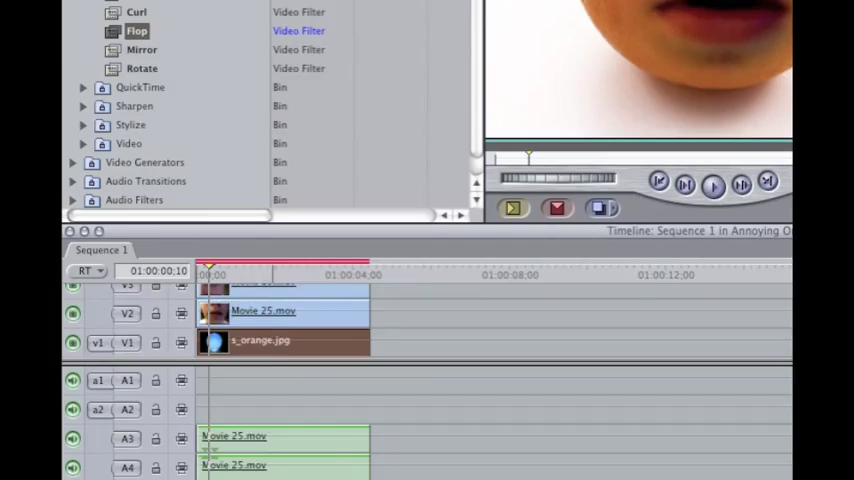 Curl Video Filter
Flop Video Filter
Mirror Video Filter
Rotate Video Filter
QuickTime Bin
Sharpen Bin
Stylize Bin
Video Bin
Video Generators Bin
Audio Transitions Bin
Audio Filters Bin
Timeline: Sequence 1 in Annoying
Sequence 1
RT 01:00:00;10 :00;00 01:00:04;00 01:00:08;00 01:00:12;00
V3
V2 Movie 25.mov
v1 V1 s_orange.jpg
a1 A1
a2 A2
A3 Movie 25.mov
A4 Movie 25.mov